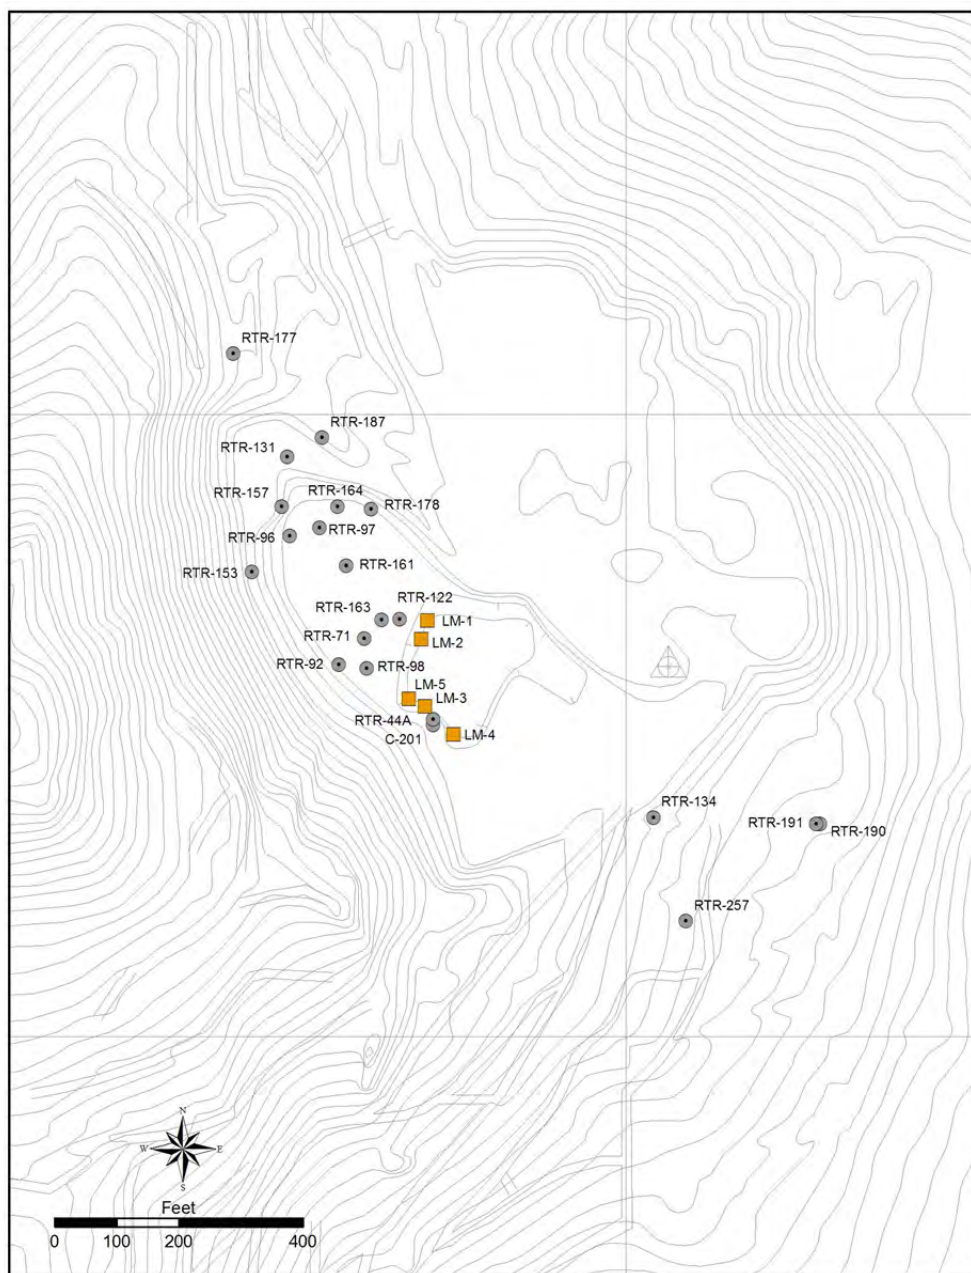 RTR-177
RTR-187
RTR-131
RTR-157
RTR-164
RTR-178
RTR-97
RTR-96
RTR-153
RTR-161
RTR-163
RTR-122
LM-1
RTR-71
LM-2
RTR-92
RTR-98
LM-5
LM-3
RTR-44A
C-201
LM-4
RTR-134
RTR-191
RTR-190
RTR-257
N
W
E
S
Feet
0 100 200 400